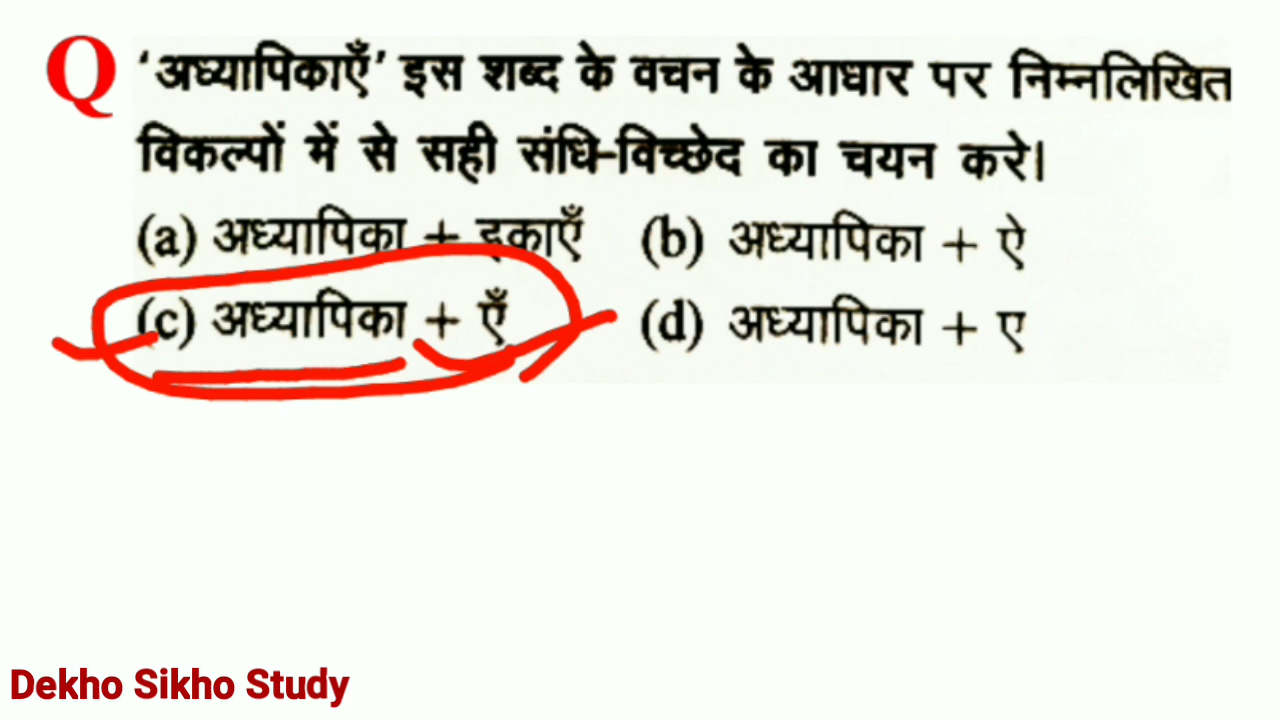 Q 'अध्यापिकाएँ' इस शब्द के वचन के आधार पर निम्नलिखित
विकल्पों में से सही संधि-विच्छेद का चयन करे।
(a) अध्यापिका + इकाएँ (b) अध्यापिका + ऐ
(c) अध्यापिका + एँ (d) अध्यापिका + ए
Dekho Sikho Study